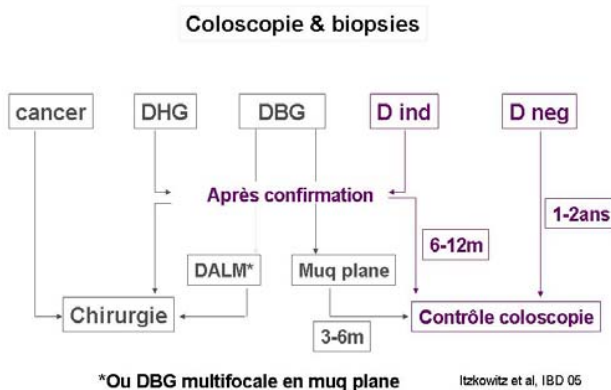 Coloscopie & biopsies
cancer DHG DBG D ind D neg
Après confirmation
1-2ans
6-12m
DALM* Muq plane
Chirurgie Contrôle coloscopie
3-6m
*Ou DBG multifocale en muq plane Itzkowitz et al, IBD 05